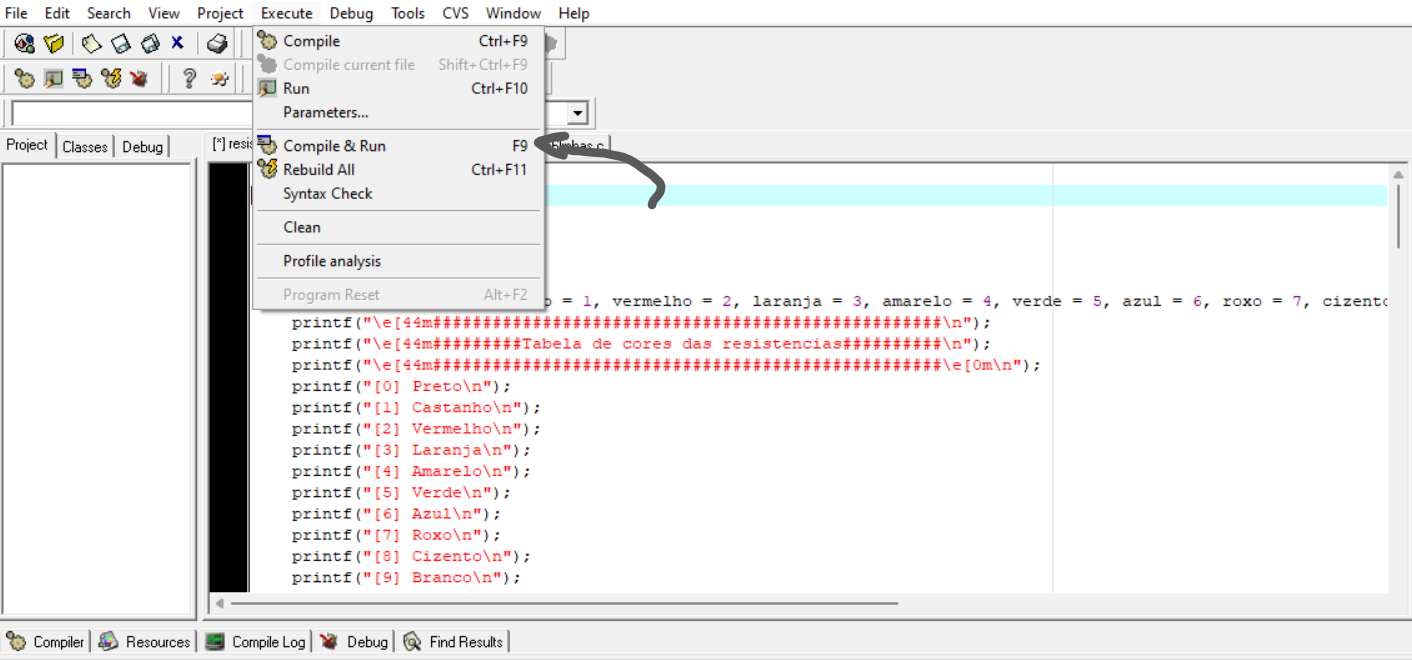 File Edit Search View Project Execute Debug Tools CVS Window Help
Compile Ctrl+F9
Compile current file Shift+Ctrl+F9
Run Ctrl+F10
Parameters...
Compile & Run F9
Rebuild All Ctrl+F11
Syntax Check
Clean
Profile analysis
Program Reset Alt+F2
Project Classes Debug
[*] resis
= 1, vermelho = 2, laranja = 3, amarelo = 4, verde = 5, azul = 6, roxo = 7, cizento
printf("\e[44m###################################################\n");
printf("\e[44m#########Tabela de cores das resistencias##########\n");
printf("\e[44m###################################################\e[0m\n");
printf("[0] Preto\n");
printf("[1] Castanho\n");
printf("[2] Vermelho\n");
printf("[3] Laranja\n");
printf("[4] Amarelo\n");
printf("[5] Verde\n");
printf("[6] Azul\n");
printf("[7] Roxo\n");
printf("[8] Cizento\n");
printf("[9] Branco\n");
Compiler Resources Compile Log Debug Find Results